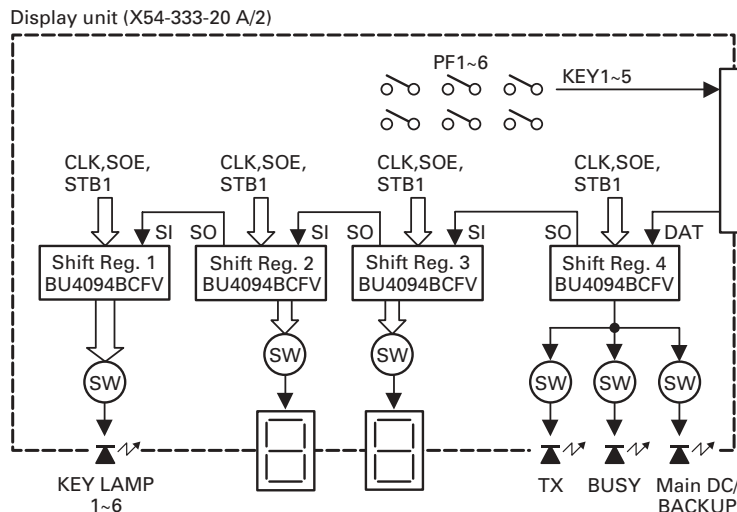 Display unit (X54-333-20 A/2)
PF1~6
KEY1~5
CLK,SOE,
STB1
CLK,SOE,
STB1
CLK,SOE,
STB1
CLK,SOE,
STB1
SI
SO
SI
SO
SI
SO
DAT
Shift Reg. 1
BU4094BCFV
Shift Reg. 2
BU4094BCFV
Shift Reg. 3
BU4094BCFV
Shift Reg. 4
BU4094BCFV
SW
SW
SW
SW
SW
SW
KEY LAMP
1~6
TX
BUSY
Main DC/
BACKUP